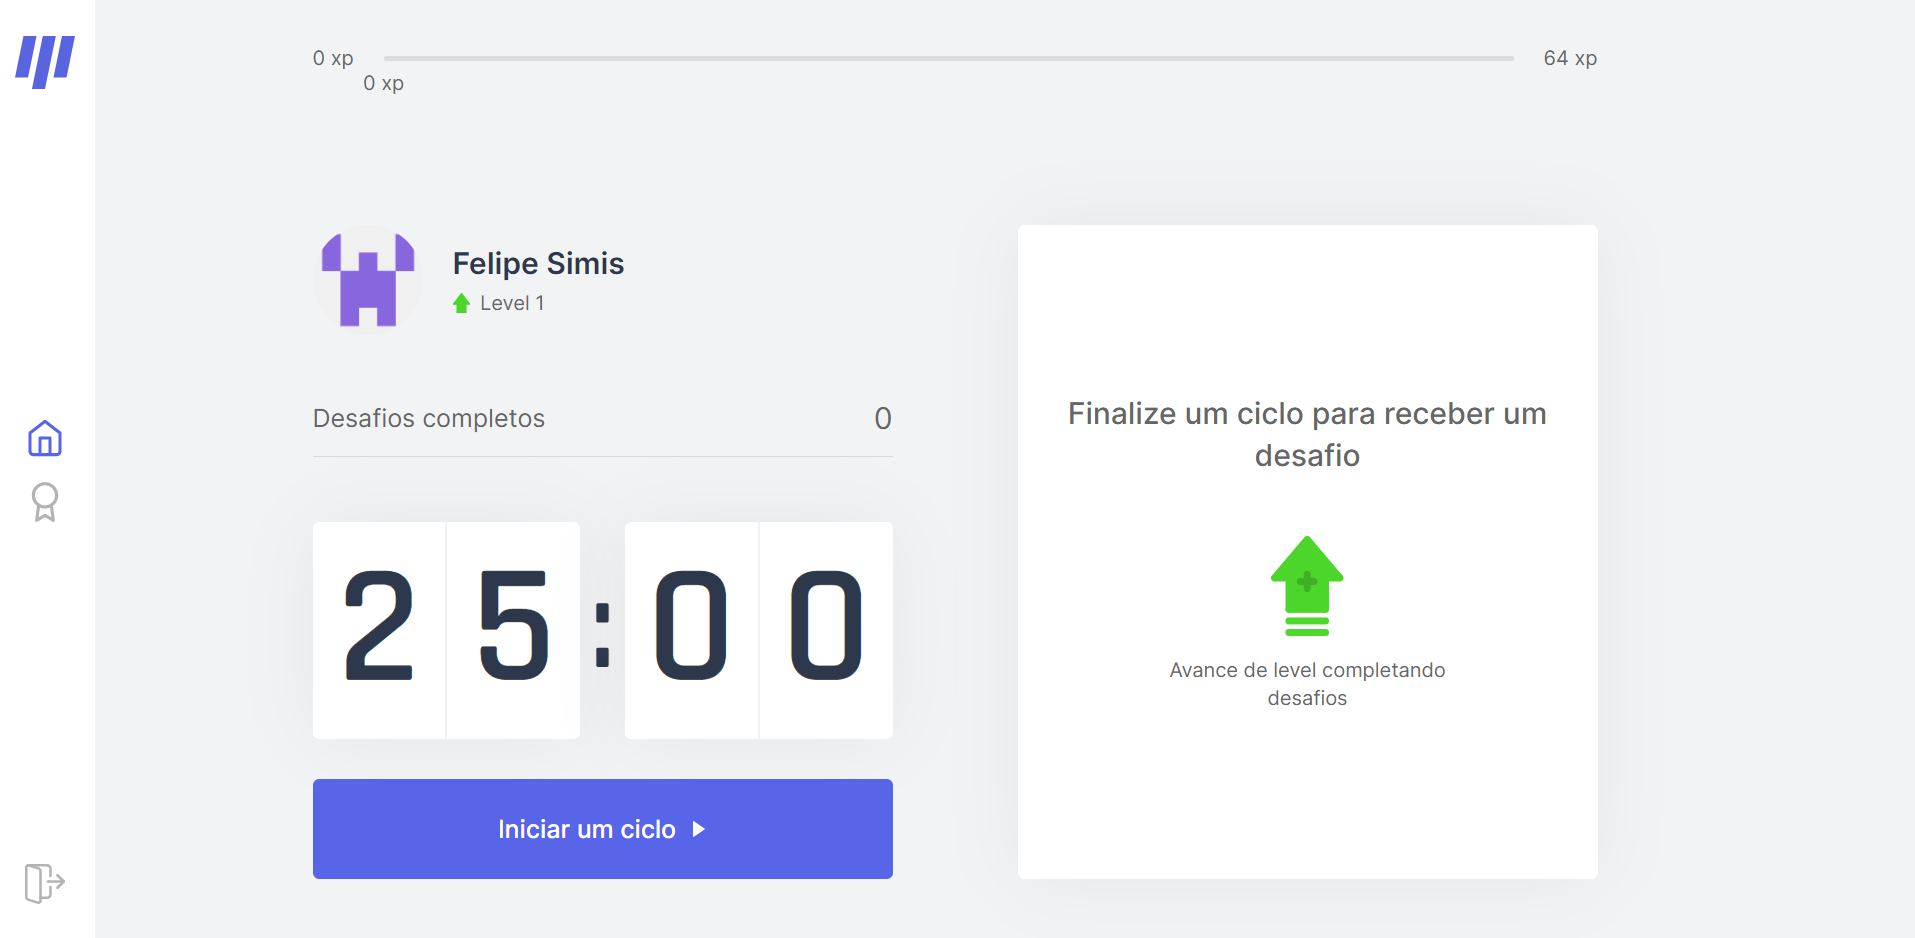 0 xp
64 xp
0 xp
Felipe Simis
Level 1
Desafios completos
0
25:00
Iniciar um ciclo
Finalize um ciclo para receber um
desafio
Avance de level completando
desafios